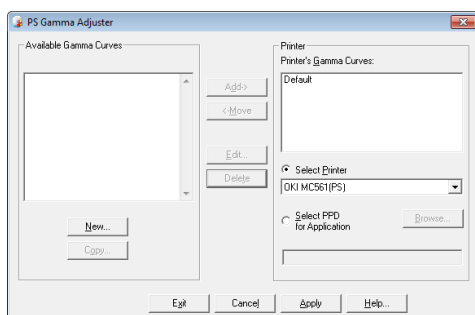 PS Gamma Adjuster
Available Gamma Curves
New...
Copy...
Add->
<-Move
Edit...
Delete
Printer
Printer's Gamma Curves:
Default
Select Printer
OKI MC561(PS)
Select PPD
for Application
Browse...
Exit
Cancel
Apply
Help...